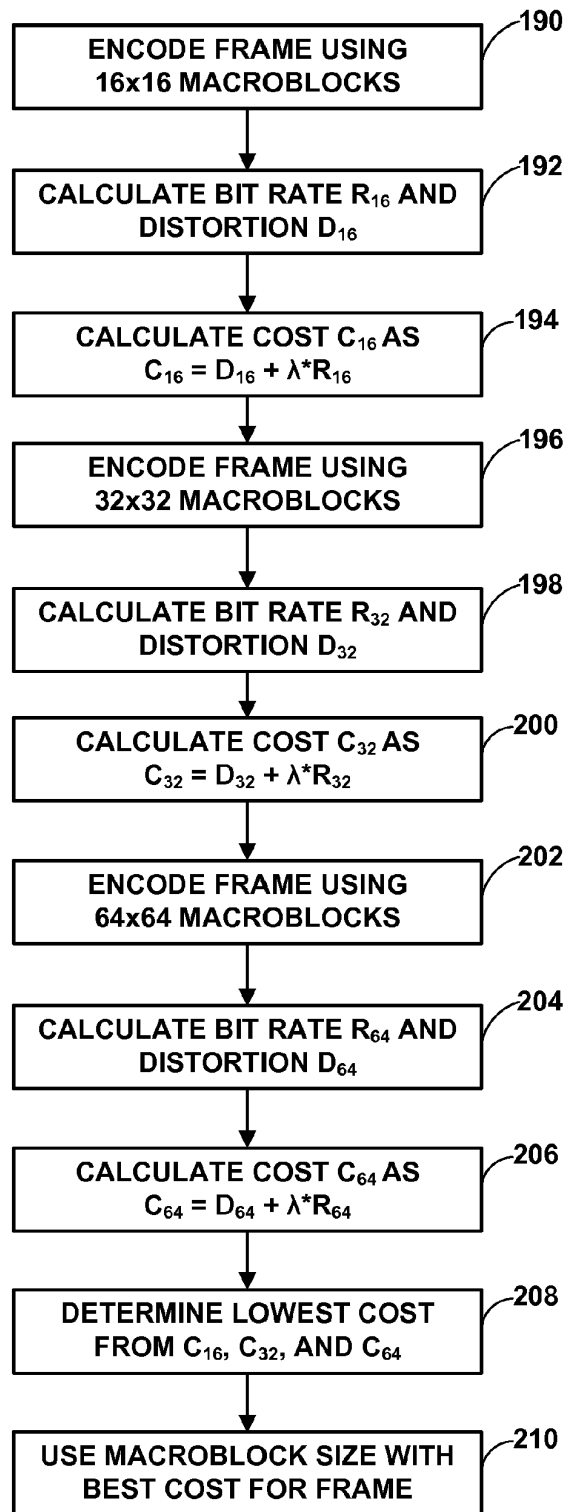 190
ENCODE FRAME USING
16x16 MACROBLOCKS
192
CALCULATE BIT RATE R₁₆ AND
DISTORTION D₁₆
194
CALCULATE COST C₁₆ AS
C₁₆ = D₁₆ + λ*R₁₆
196
ENCODE FRAME USING
32x32 MACROBLOCKS
198
CALCULATE BIT RATE R₃₂ AND
DISTORTION D₃₂
200
CALCULATE COST C₃₂ AS
C₃₂ = D₃₂ + λ*R₃₂
202
ENCODE FRAME USING
64x64 MACROBLOCKS
204
CALCULATE BIT RATE R₆₄ AND
DISTORTION D₆₄
206
CALCULATE COST C₆₄ AS
C₆₄ = D₆₄ + λ*R₆₄
208
DETERMINE LOWEST COST
FROM C₁₆, C₃₂, AND C₆₄
210
USE MACROBLOCK SIZE WITH
BEST COST FOR FRAME